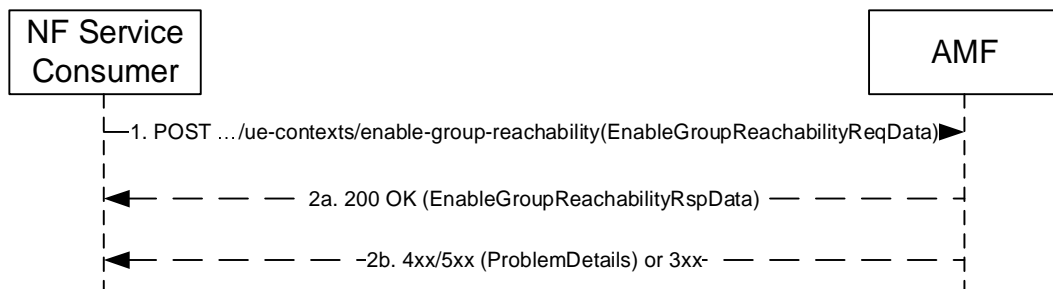 NF Service
Consumer
AMF
1. POST …/ue-contexts/enable-group-reachability(EnableGroupReachabilityReqData)
2a. 200 OK (EnableGroupReachabilityRspData)
2b. 4xx/5xx (ProblemDetails) or 3xx